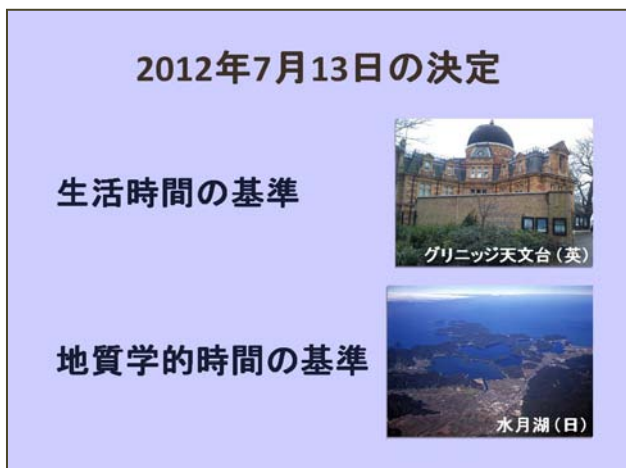 2012年7月13日の決定
生活時間の基準
グリニッジ天文台(英)
地質学的時間の基準
水月湖(日)